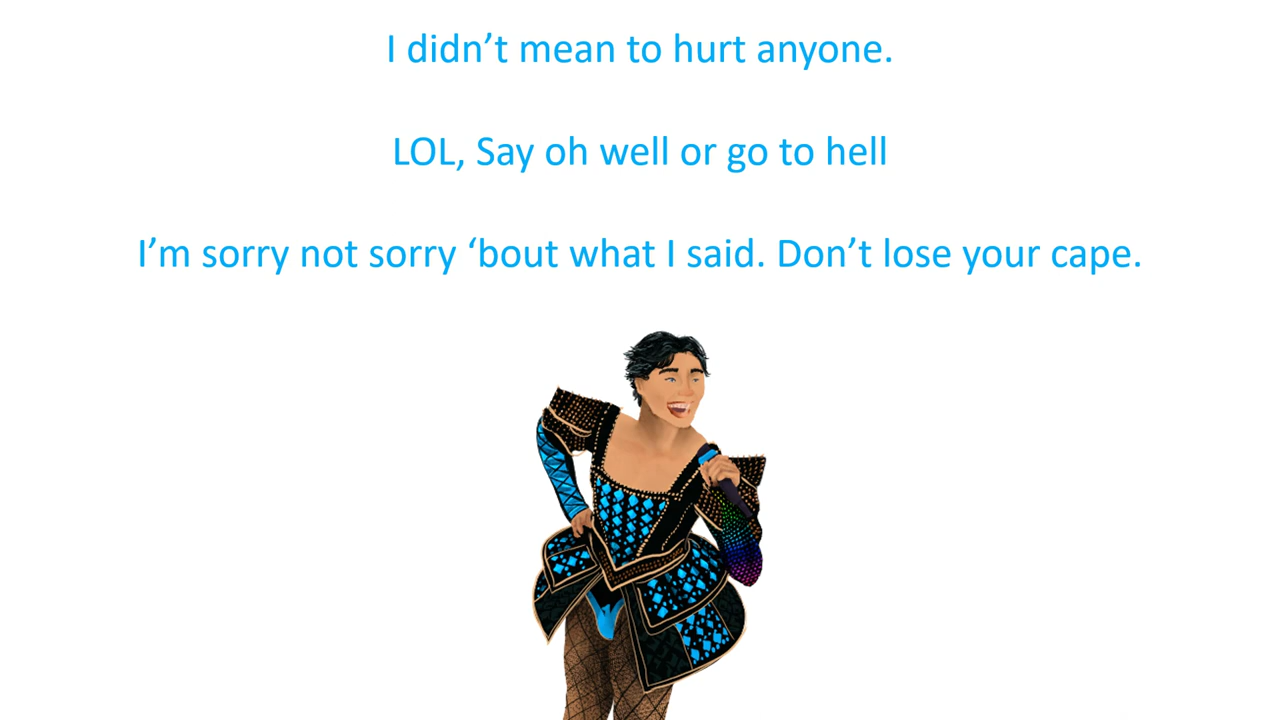 I didn’t mean to hurt anyone.
LOL, Say oh well or go to hell
I’m sorry not sorry ‘bout what I said. Don’t lose your cape.